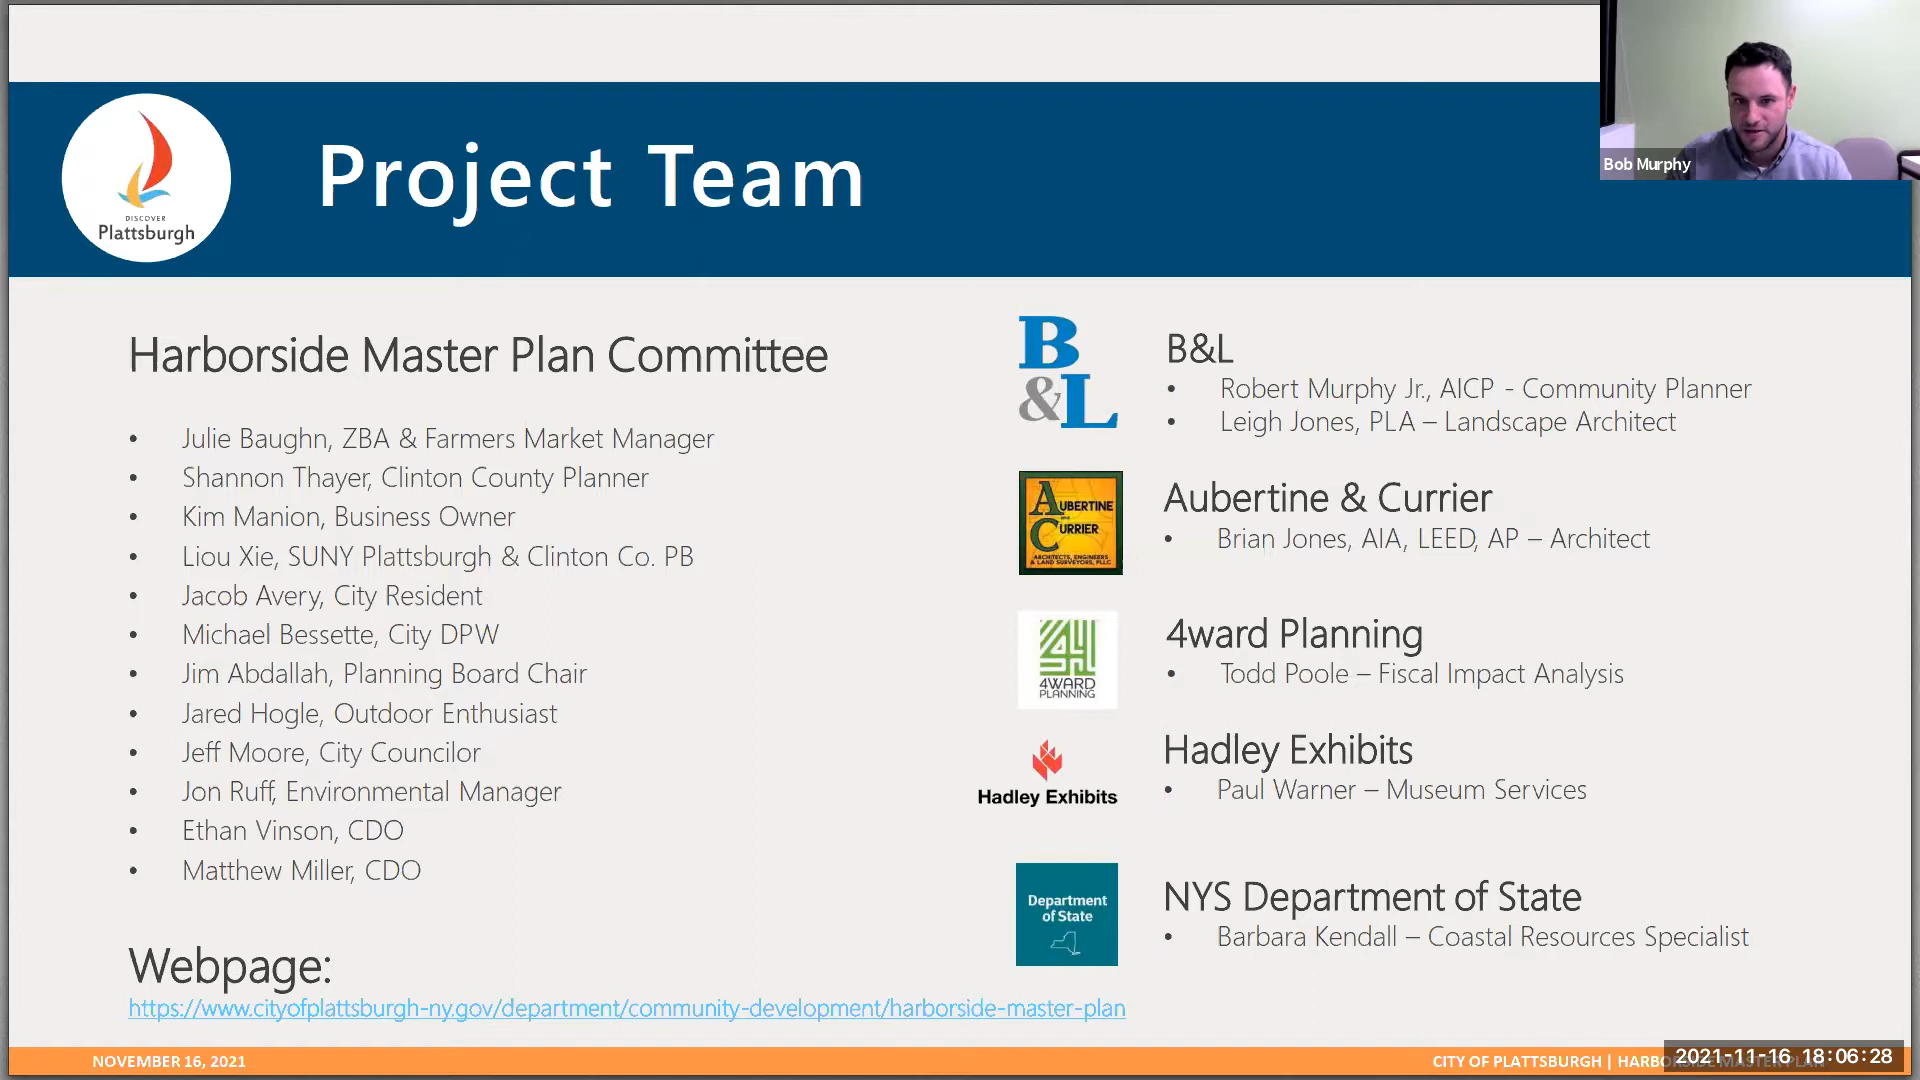 Bob Murphy
DISCOVER
Plattsburgh
Project Team
Harborside Master Plan Committee
• Julie Baughn, ZBA & Farmers Market Manager
• Shannon Thayer, Clinton County Planner
• Kim Manion, Business Owner
• Liou Xie, SUNY Plattsburgh & Clinton Co. PB
• Jacob Avery, City Resident
• Michael Bessette, City DPW
• Jim Abdallah, Planning Board Chair
• Jared Hogle, Outdoor Enthusiast
• Jeff Moore, City Councilor
• Jon Ruff, Environmental Manager
• Ethan Vinson, CDO
• Matthew Miller, CDO
Webpage:
https://www.cityofplattsburgh-ny.gov/department/community-development/harborside-master-plan
B
&L
B&L
• Robert Murphy Jr., AICP - Community Planner
• Leigh Jones, PLA – Landscape Architect
AUBERTINE
and
CURRIER
ARCHITECTS, ENGINEERS
& LAND SURVEYORS, PLLC
Aubertine & Currier
• Brian Jones, AIA, LEED, AP – Architect
4WARD
PLANNING
4ward Planning
• Todd Poole – Fiscal Impact Analysis
Hadley Exhibits
Hadley Exhibits
• Paul Warner – Museum Services
Department
of State
NYS Department of State
• Barbara Kendall – Coastal Resources Specialist
NOVEMBER 16, 2021
CITY OF PLATTSBURGH | HARBORSIDE MASTER PLAN
2021-11-16 18:06:28